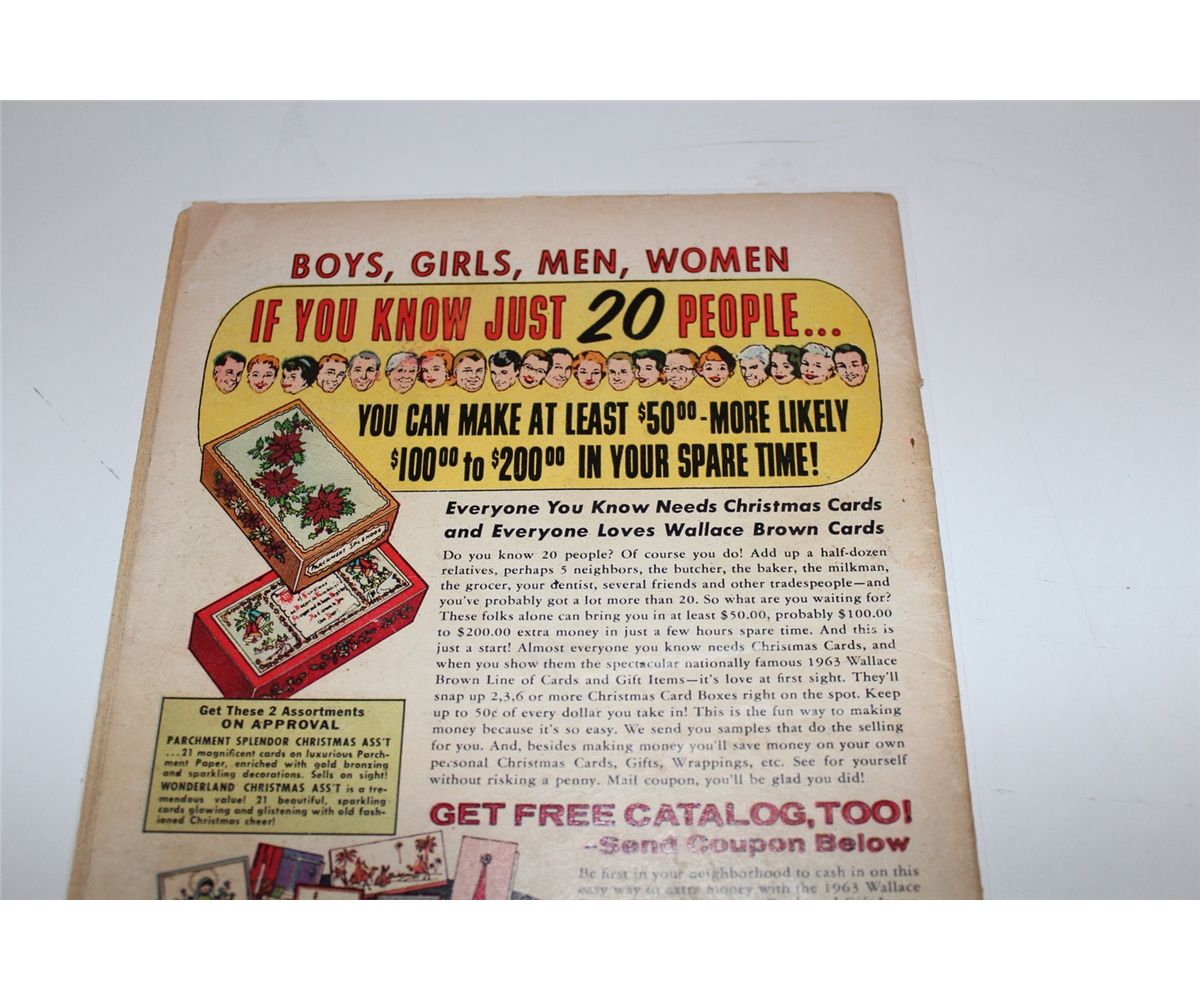 BOYS, GIRLS, MEN, WOMEN
IF YOU KNOW JUST 20 PEOPLE...
YOU CAN MAKE AT LEAST $50⁰⁰-MORE LIKELY
$100⁰⁰ to $200⁰⁰ IN YOUR SPARE TIME!
PARCHMENT SPLENDOR
Everyone You Know Needs Christmas Cards
and Everyone Loves Wallace Brown Cards
Do you know 20 people? Of course you do! Add up a half-dozen
relatives, perhaps 5 neighbors, the butcher, the baker, the milkman,
the grocer, your dentist, several friends and other tradespeople—and
you've probably got a lot more than 20. So what are you waiting for?
These folks alone can bring you in at least $50.00, probably $100.00
to $200.00 extra money in just a few hours spare time. And this is
just a start! Almost everyone you know needs Christmas Cards, and
when you show them the spectacular nationally famous 1963 Wallace
Brown Line of Cards and Gift Items—it's love at first sight. They'll
snap up 2,3,6 or more Christmas Card Boxes right on the spot. Keep
up to 50¢ of every dollar you take in! This is the fun way to making
money because it's so easy. We send you samples that do the selling
for you. And, besides making money you'll save money on your own
personal Christmas Cards, Gifts, Wrappings, etc. See for yourself
without risking a penny. Mail coupon, you'll be glad you did!
Get These 2 Assortments
ON APPROVAL
PARCHMENT SPLENDOR CHRISTMAS ASS'T
...21 magnificent cards on luxurious Parch-
ment Paper, enriched with gold bronzing
and sparkling decorations. Sells on sight!
WONDERLAND CHRISTMAS ASS'T is a tre-
mendous value! 21 beautiful, sparkling
cards glowing and glistening with old fash-
ioned Christmas cheer!
GET FREE CATALOG, TOO!
-Send Coupon Below
Be first in your neighborhood to cash in on this
easy way to extra money with the 1963 Wallace